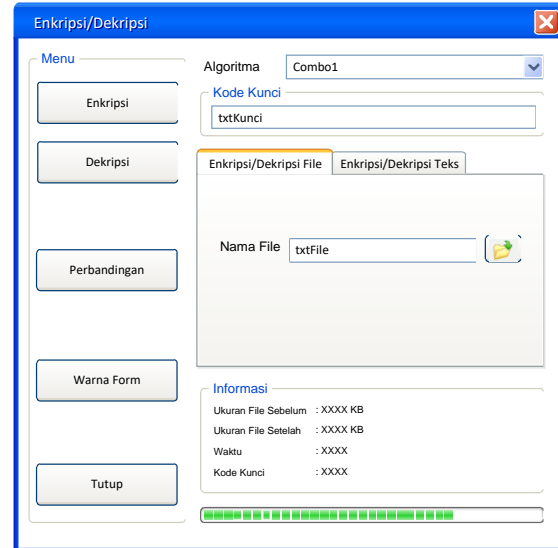 Enkripsi/Dekripsi
Menu
Enkripsi
Dekripsi
Perbandingan
Warna Form
Tutup
Algoritma Combo1
Kode Kunci
txtKunci
Enkripsi/Dekripsi File Enkripsi/Dekripsi Teks
Nama File txtFile
Informasi
Ukuran File Sebelum : XXXX KB
Ukuran File Setelah : XXXX KB
Waktu : XXXX
Kode Kunci : XXXX